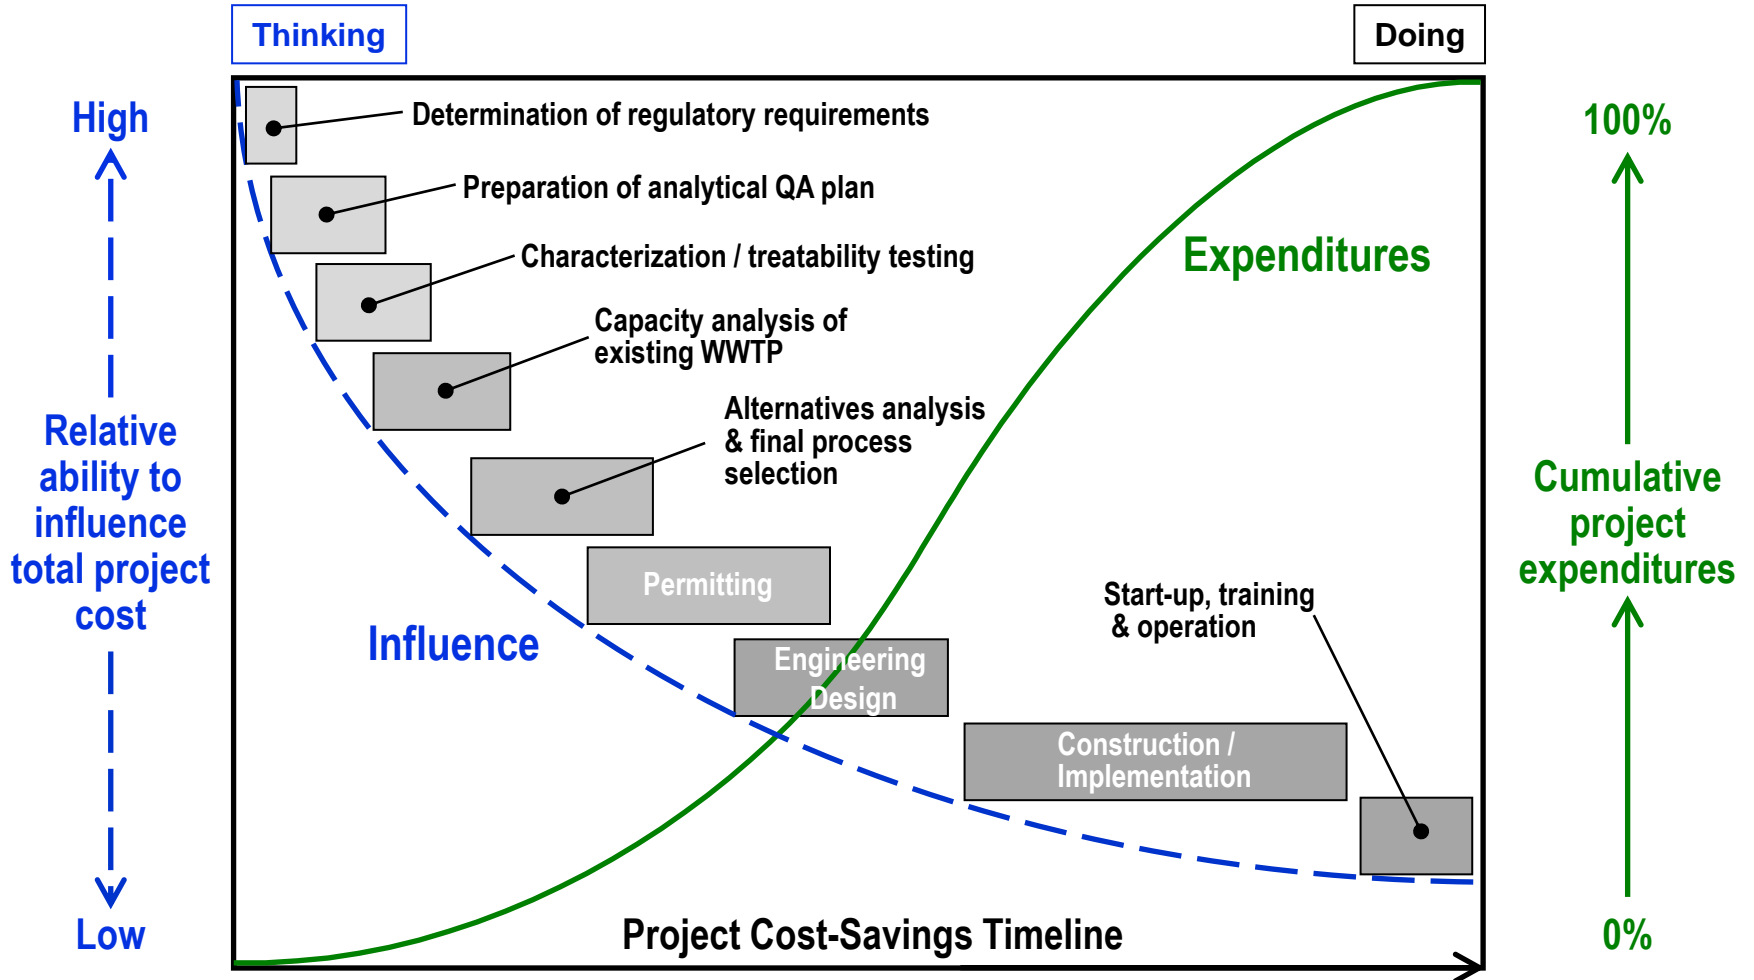 Thinking
Doing
High
Determination of regulatory requirements
100%
Preparation of analytical QA plan
Characterization / treatability testing
Expenditures
Capacity analysis of
existing WWTP
Alternatives analysis
& final process
selection
Relative
ability to
influence
total project
cost
Cumulative
project
expenditures
Permitting
Start-up, training
& operation
Influence
Engineering
Design
Construction /
Implementation
Low
Project Cost-Savings Timeline
0%